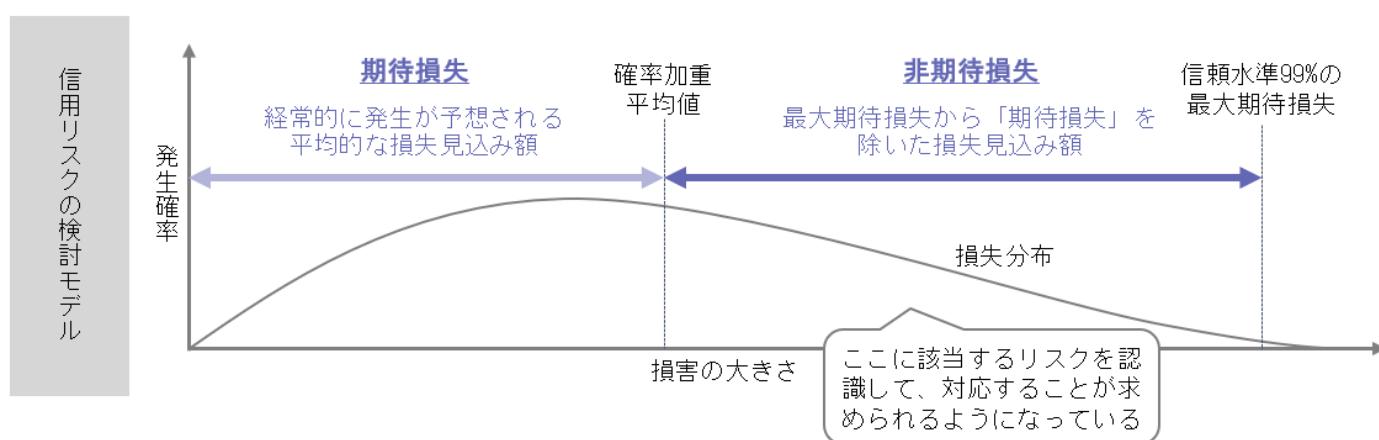 信用リスクの検討モデル
発生確率
期待損失
経常的に発生が予想される
平均的な損失見込み額
確率加重
平均値
非期待損失
最大期待損失から「期待損失」を
除いた損失見込み額
信頼水準99%の
最大期待損失
損失分布
損害の大きさ
ここに該当するリスクを認
識して、対応することが求
められるようになっている